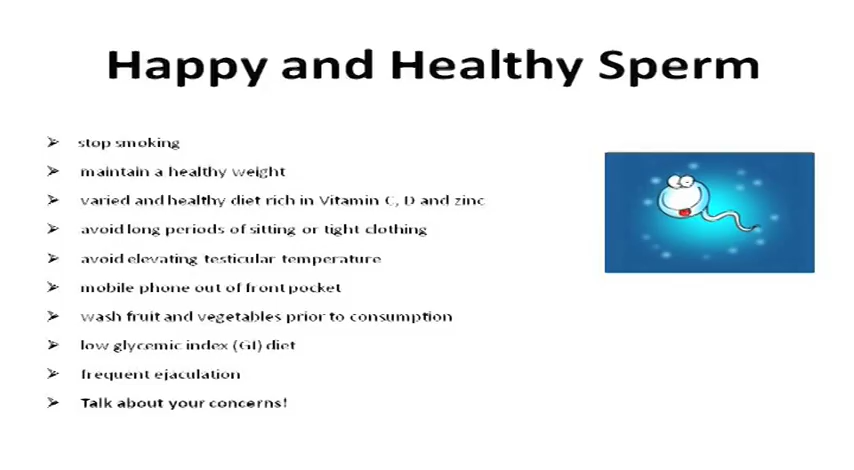 Happy and Healthy Sperm
➢ stop smoking
➢ maintain a healthy weight
➢ varied and healthy diet rich in Vitamin C, D and zinc
➢ avoid long periods of sitting or tight clothing
➢ avoid elevating testicular temperature
➢ mobile phone out of front pocket
➢ wash fruit and vegetables prior to consumption
➢ low glycemic index (GI) diet
➢ frequent ejaculation
➢ Talk about your concerns!